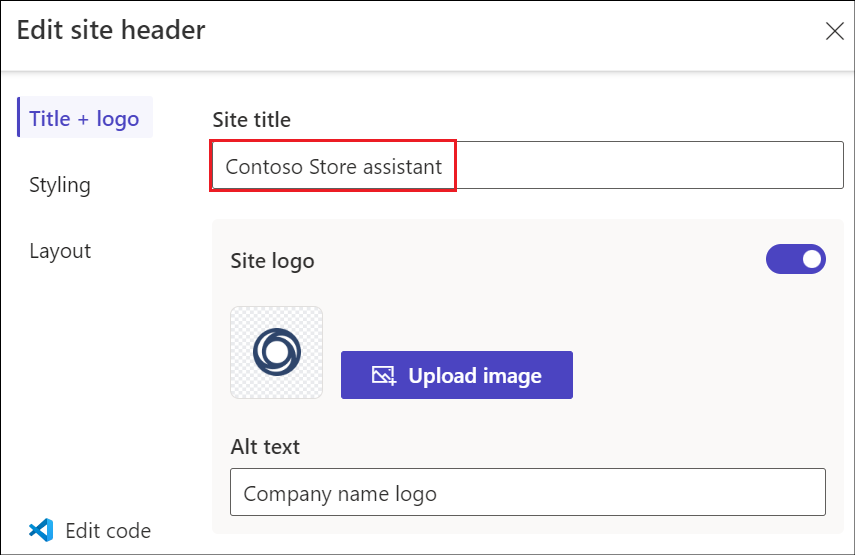 Edit site header
Title + logo
Styling
Layout
Edit code
Site title
Contoso Store assistant
Site logo
Upload image
Alt text
Company name logo